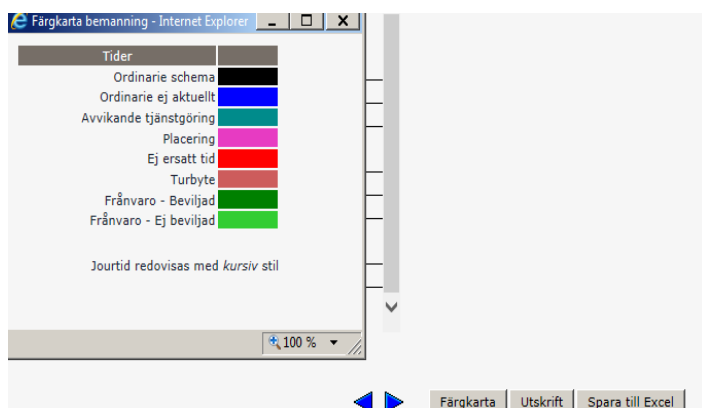 Färgkarta bemanning - Internet Explorer
Tider
Ordinarie schema
Ordinarie ej aktuellt
Avvikande tjänstgöring
Placering
Ej ersatt tid
Turbyte
Frånvaro - Beviljad
Frånvaro - Ej beviljad
Jourtid redovisas med kursiv stil
100 %
Färgkarta Utskrift Spara till Excel